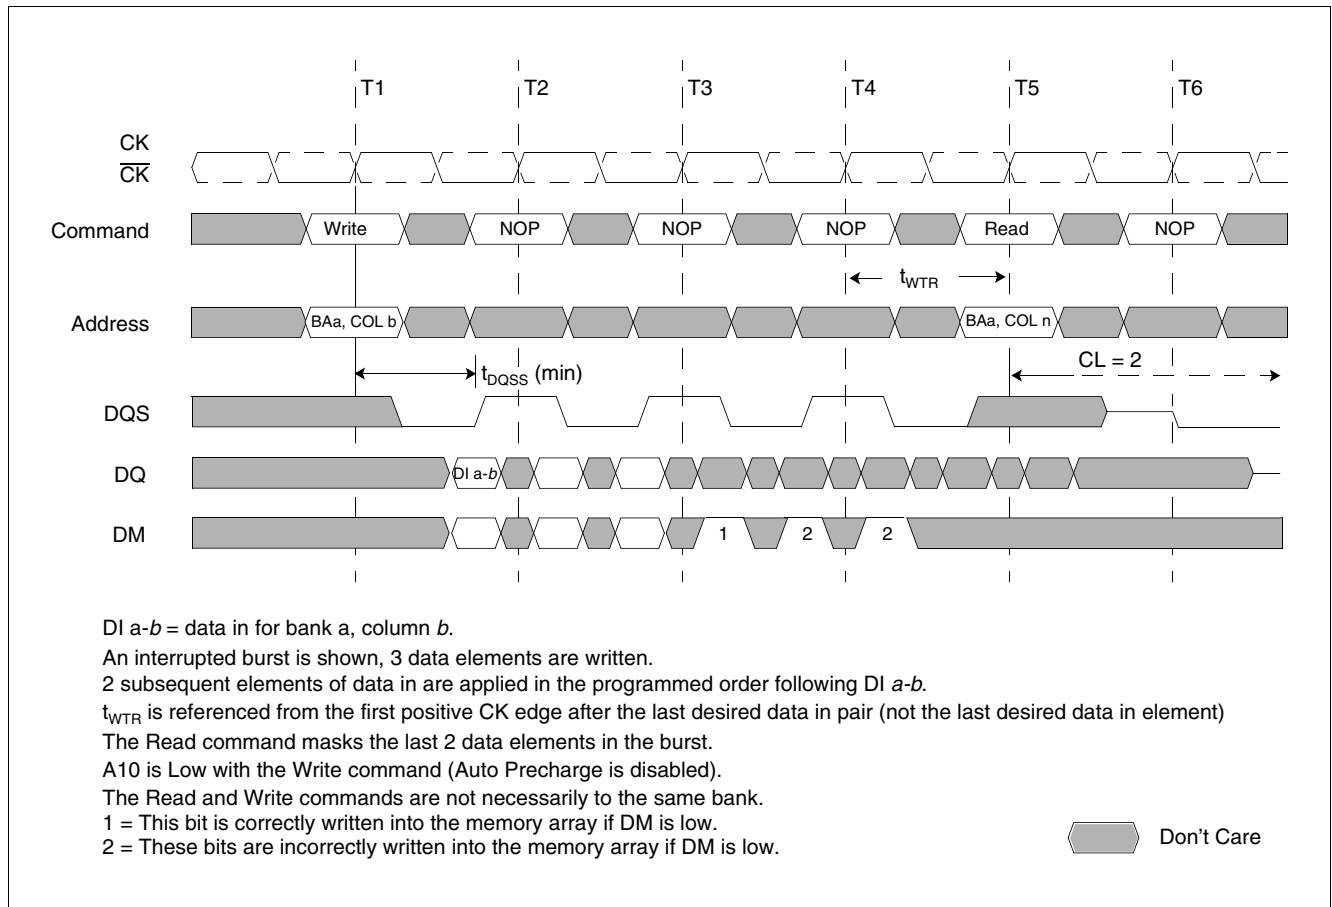 T1 T2 T3 T4 T5 T6
CK
CK
Command Write NOP NOP NOP Read NOP
tWTR
Address BAa, COL b BAa, COL n
tDQSS (min) CL = 2
DQS
DQ DI a-b
DM 1 2 2
DI a-b = data in for bank a, column b.
An interrupted burst is shown, 3 data elements are written.
2 subsequent elements of data in are applied in the programmed order following DI a-b.
tWTR is referenced from the first positive CK edge after the last desired data in pair (not the last desired data in element)
The Read command masks the last 2 data elements in the burst.
A10 is Low with the Write command (Auto Precharge is disabled).
The Read and Write commands are not necessarily to the same bank.
1 = This bit is correctly written into the memory array if DM is low.
2 = These bits are incorrectly written into the memory array if DM is low.
Don't Care